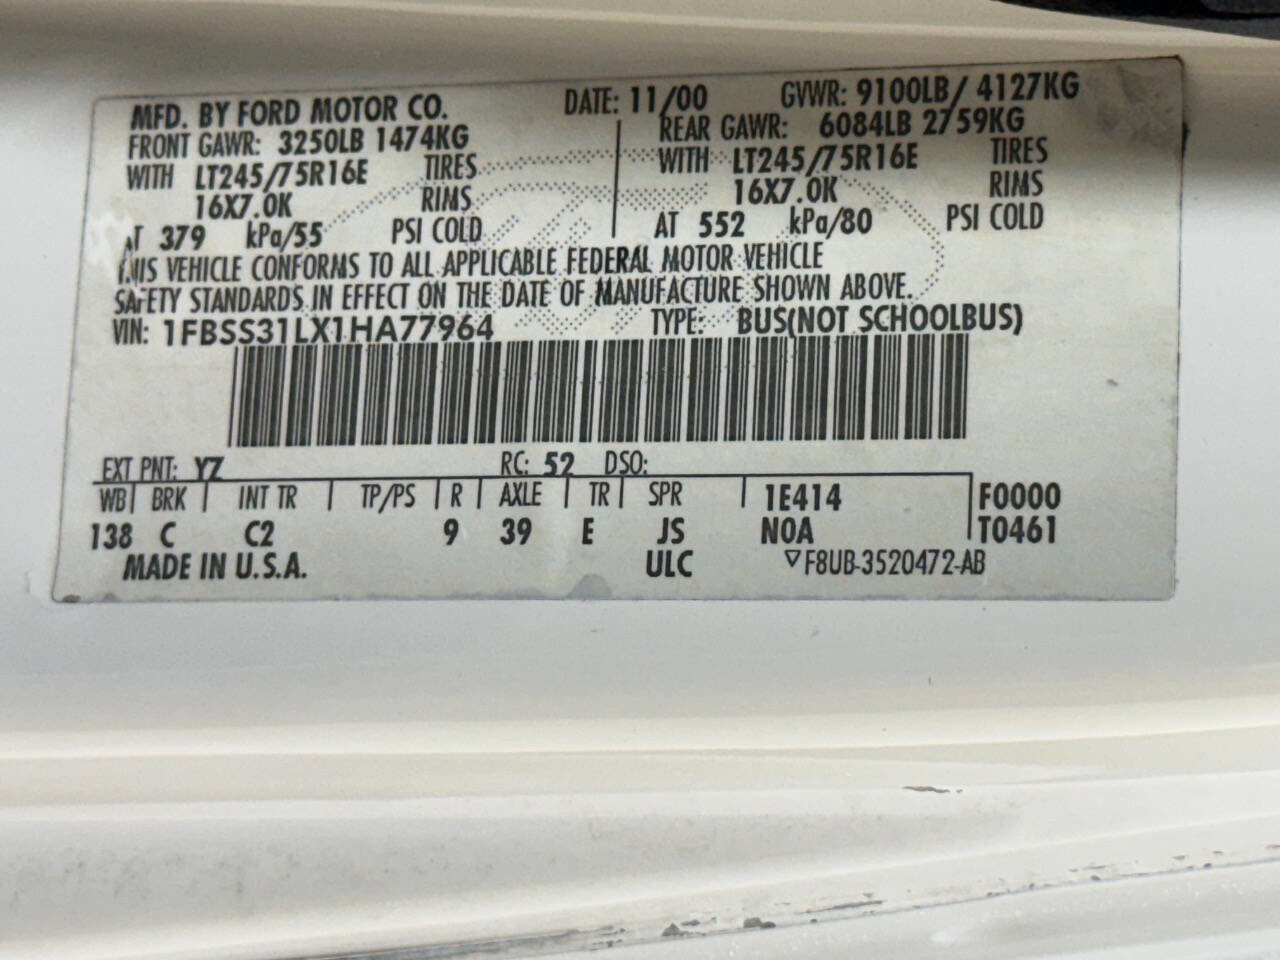 MFD. BY FORD MOTOR CO. DATE: 11/00 GVWR: 9100LB/ 4127KG
FRONT GAWR: 3250LB 1474KG REAR GAWR: 6084LB 2759KG
WITH LT245/75R16E TIRES WITH LT245/75R16E TIRES
16X7.0K RIMS 16X7.0K RIMS
AT 379 kPa/55 PSI COLD AT 552 kPa/80 PSI COLD
THIS VEHICLE CONFORMS TO ALL APPLICABLE FEDERAL MOTOR VEHICLE
SAFETY STANDARDS IN EFFECT ON THE DATE OF MANUFACTURE SHOWN ABOVE.
VIN: 1FBSS31LX1HA77964 TYPE: BUS(NOT SCHOOLBUS)
EXT PNT: YZ RC: 52 DSO:
WB BRK INT TR TP/PS R AXLE TR SPR 1E414 F0000
138 C C2 9 39 E JS N0A T0461
MADE IN U.S.A. ULC ▽F8UB-3520472-AB